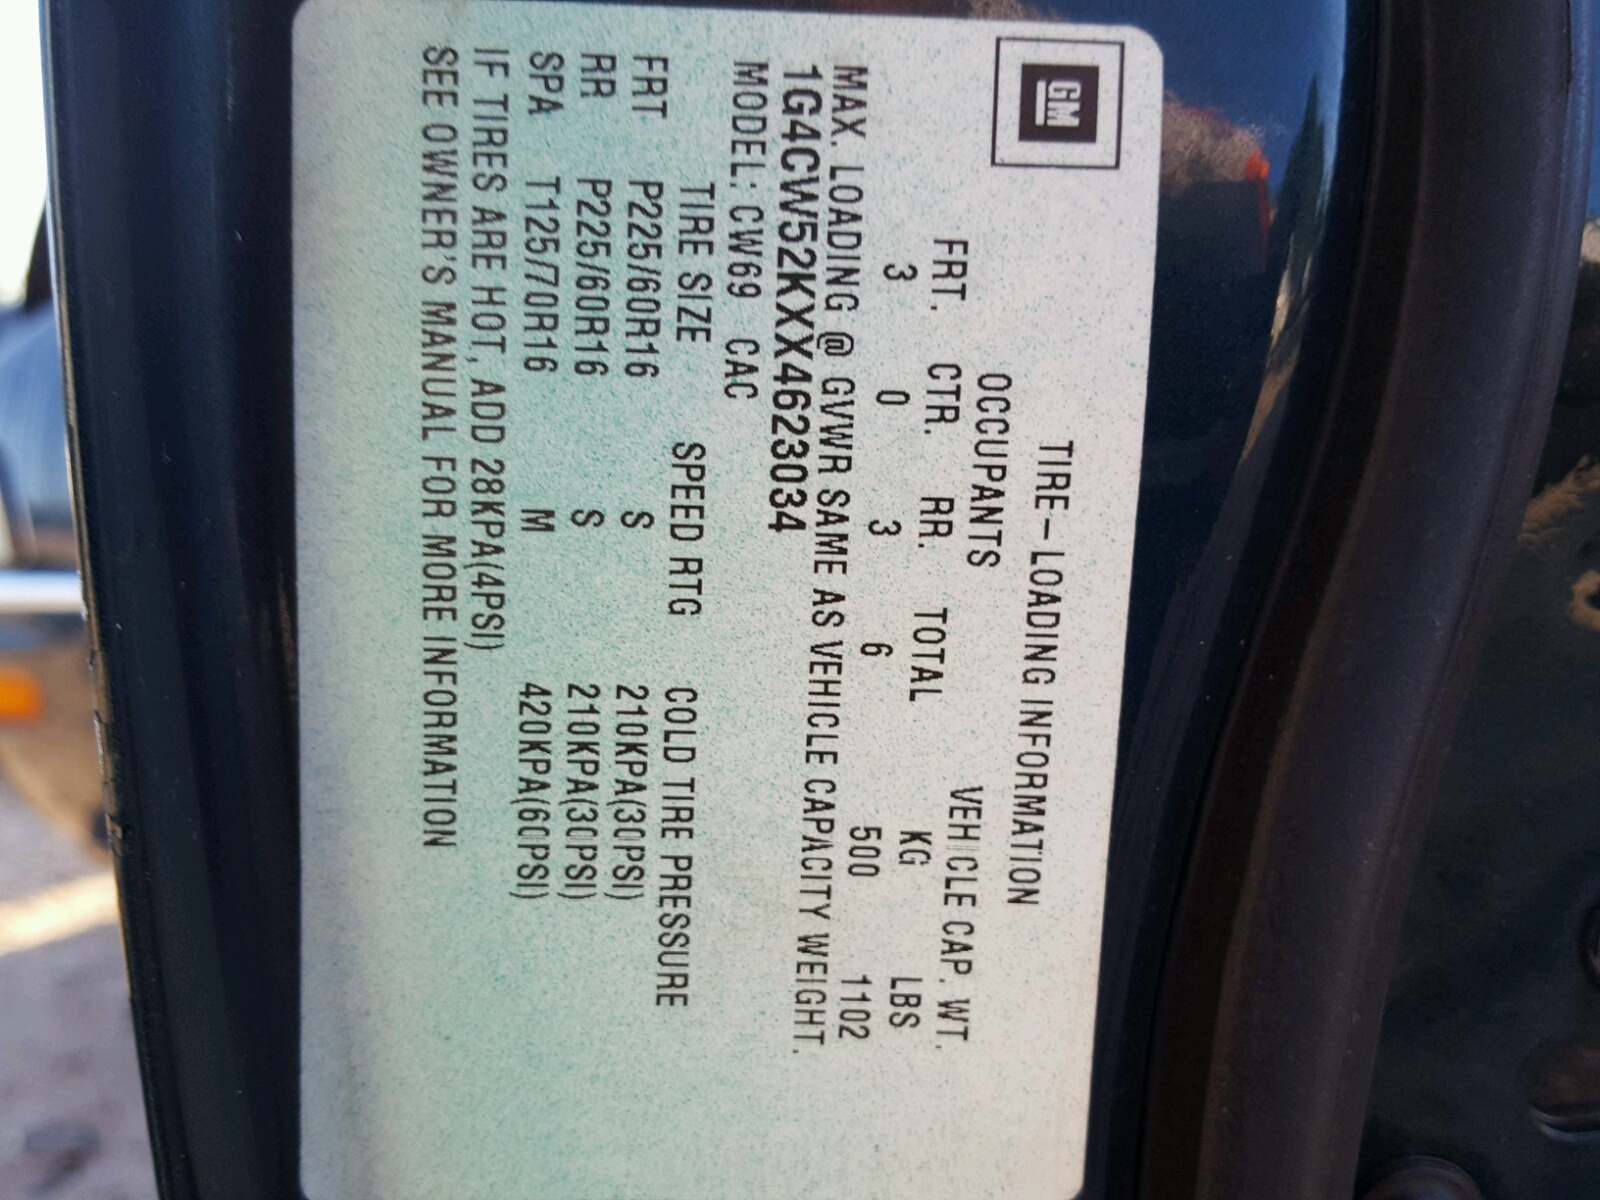 GM
TIRE-LOADING INFORMATION
OCCUPANTS VEHICLE CAP. WT.
FRT. CTR. RR. TOTAL KG LBS
3 0 3 6 500 1102
MAX. LOADING @ GVWR SAME AS VEHICLE CAPACITY WEIGHT.
1G4CW52KXX4623034
MODEL: CW69 CAC
TIRE SIZE SPEED RTG COLD TIRE PRESSURE
FRT P225/60R16 S 210KPA(30PSI)
RR P225/60R16 S 210KPA(30PSI)
SPA T125/70R16 M 420KPA(60PSI)
IF TIRES ARE HOT, ADD 28KPA(4PSI)
SEE OWNER'S MANUAL FOR MORE INFORMATION